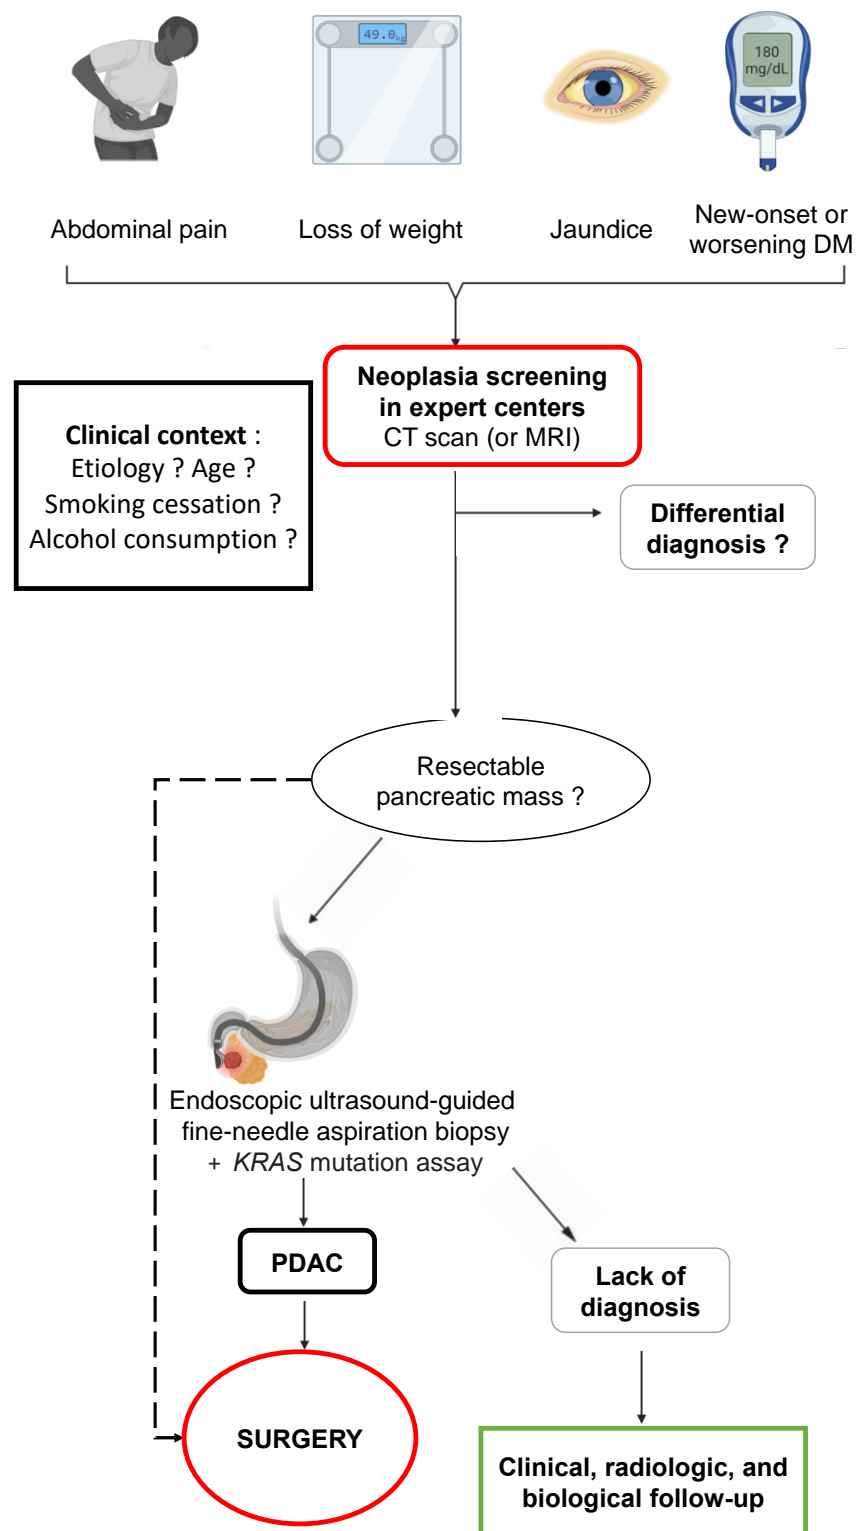 49.0kg
180
mg/dL
Abdominal pain
Loss of weight
Jaundice
New-onset or
worsening DM
Neoplasia screening
in expert centers
CT scan (or MRI)
Clinical context :
Etiology ? Age ?
Smoking cessation ?
Alcohol consumption ?
Differential
diagnosis ?
Resectable
pancreatic mass ?
Endoscopic ultrasound-guided
fine-needle aspiration biopsy
+ KRAS mutation assay
PDAC
Lack of
diagnosis
SURGERY
Clinical, radiologic, and
biological follow-up